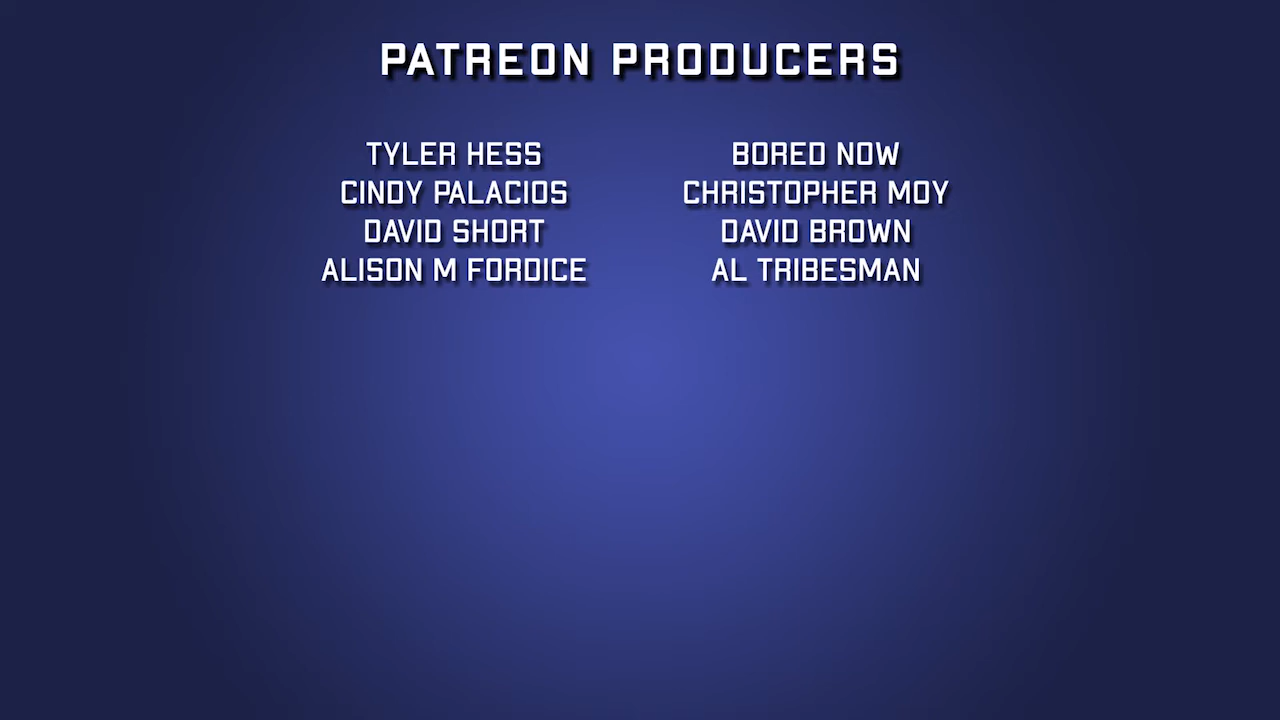 PATREON PRODUCERS
TYLER HESS
CINDY PALACIOS
DAVID SHORT
ALISON M FORDICE
BORED NOW
CHRISTOPHER MOY
DAVID BROWN
AL TRIBESMAN